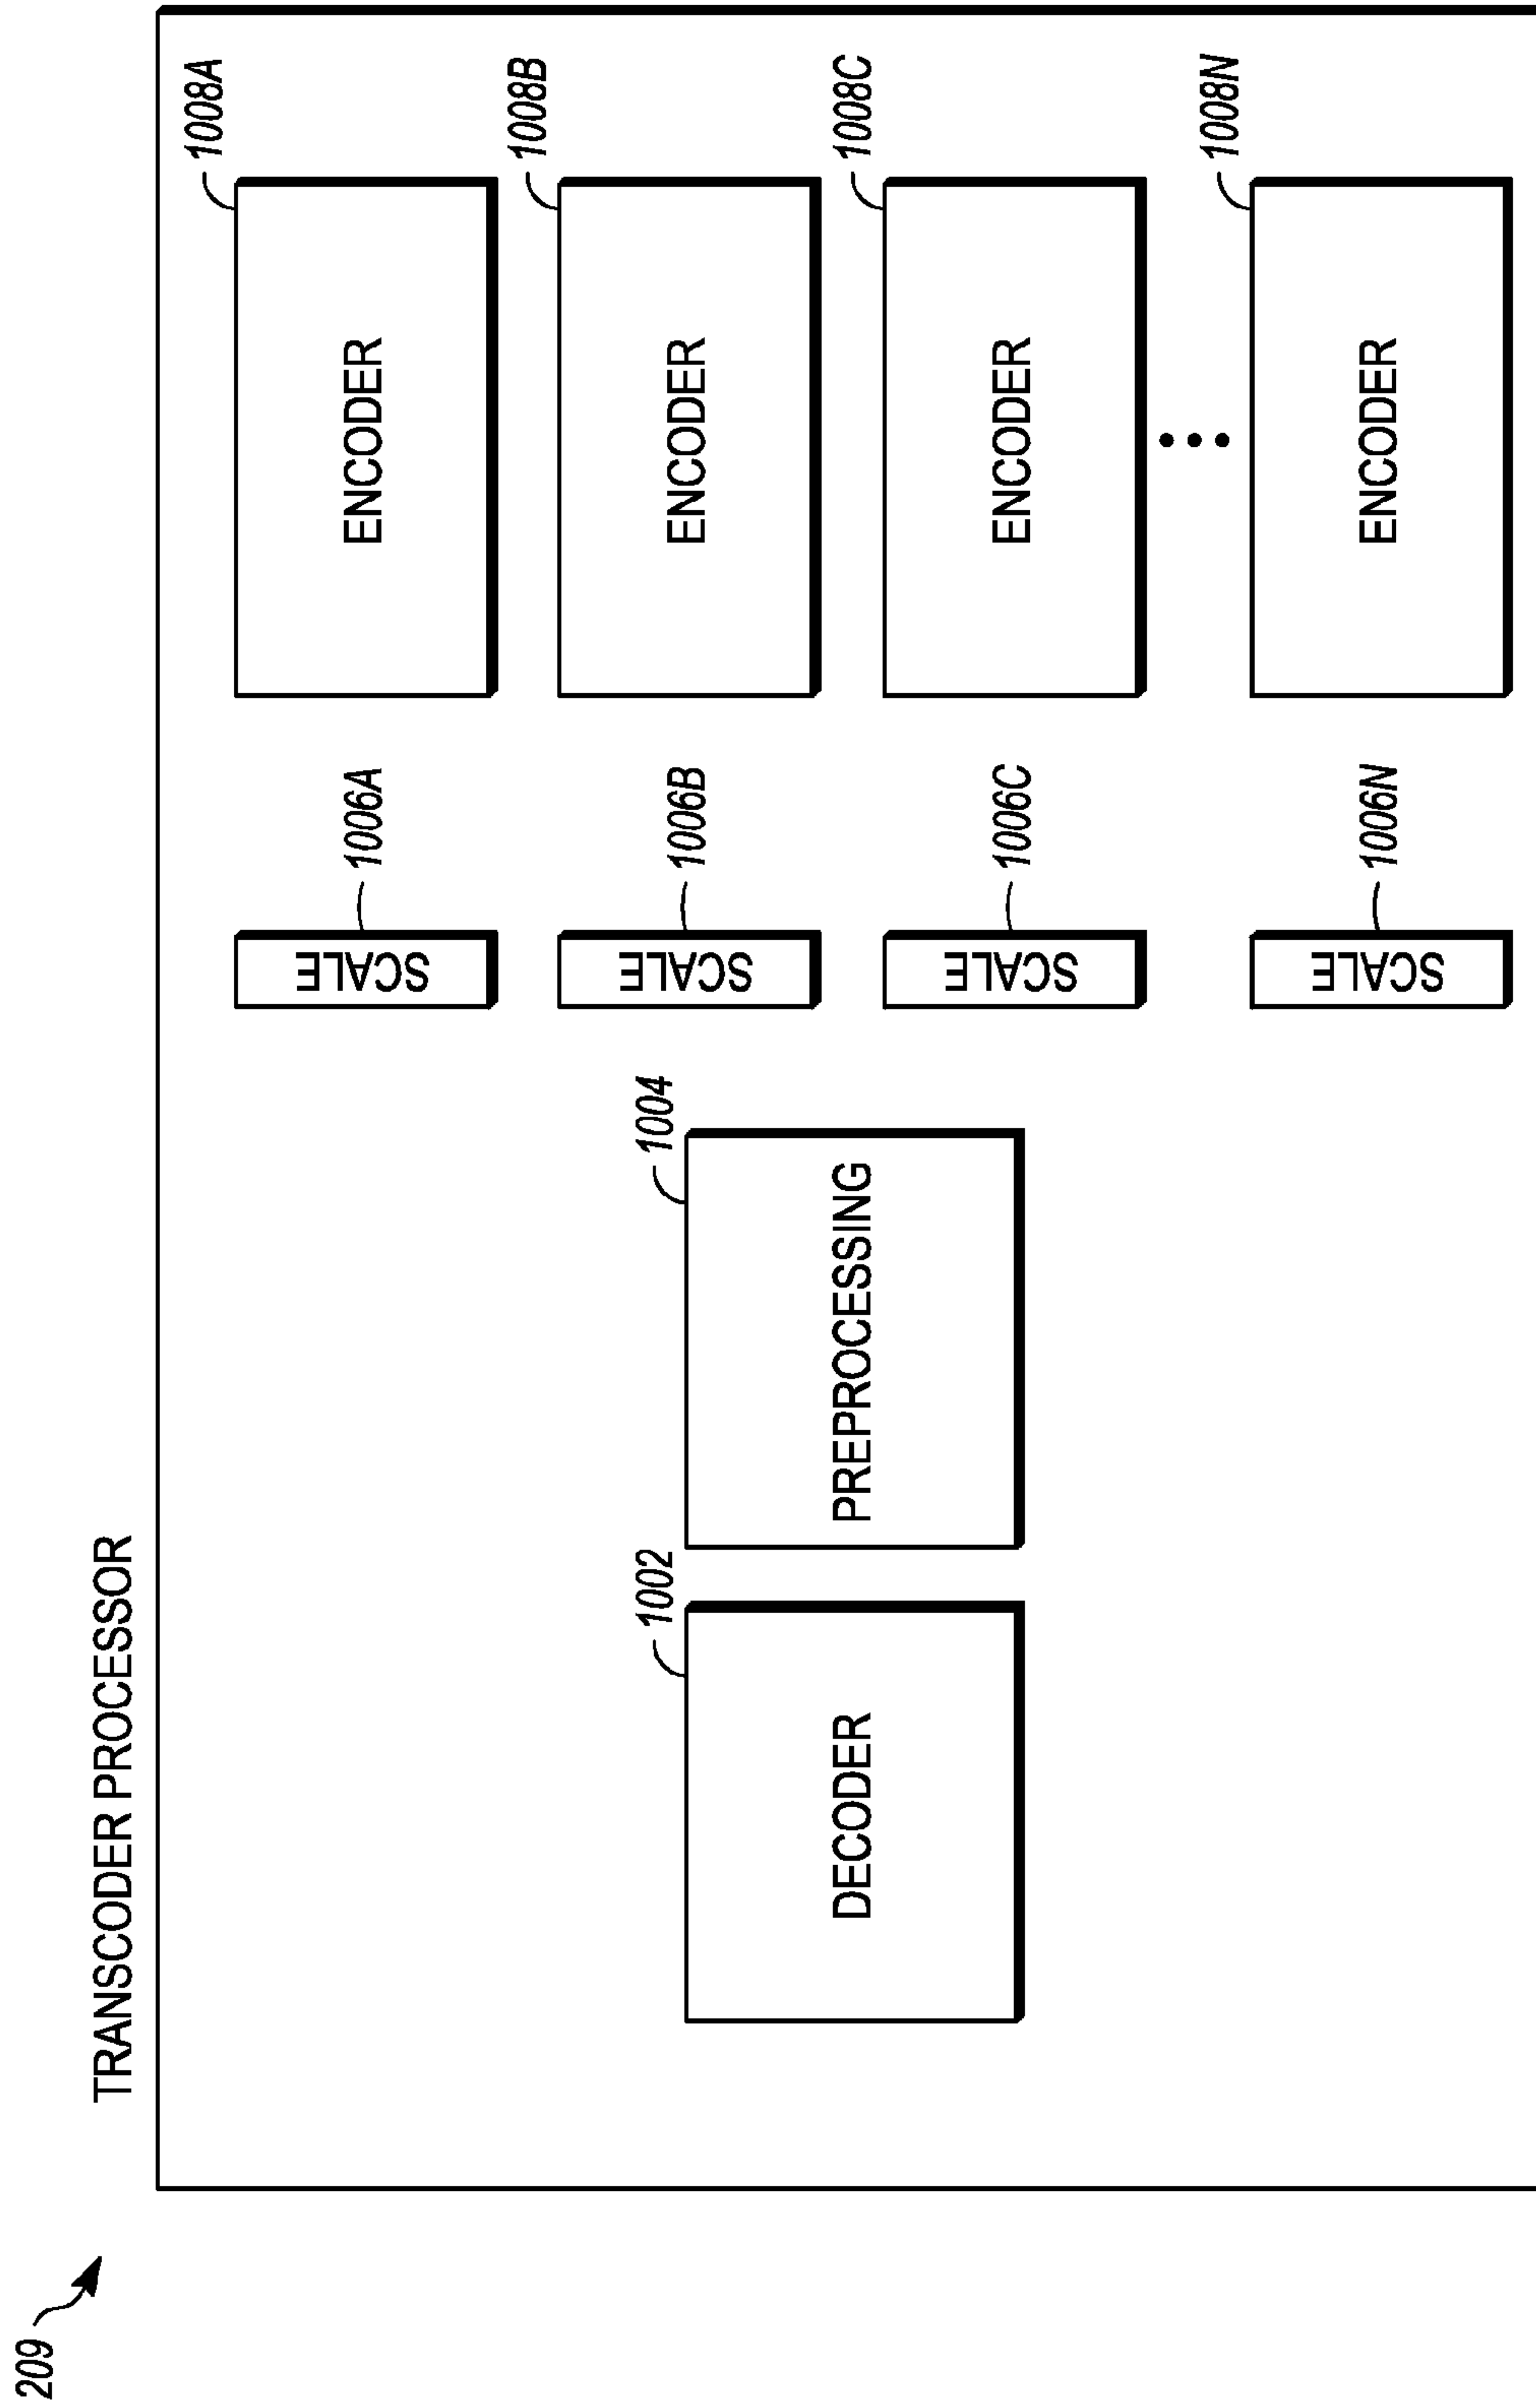 209
TRANSCODER PROCESSOR
1002
DECODER
1004
PREPROCESSING
1006A
SCALE
1006B
SCALE
1006C
SCALE
1006N
SCALE
1008A
ENCODER
1008B
ENCODER
1008C
ENCODER
1008N
ENCODER